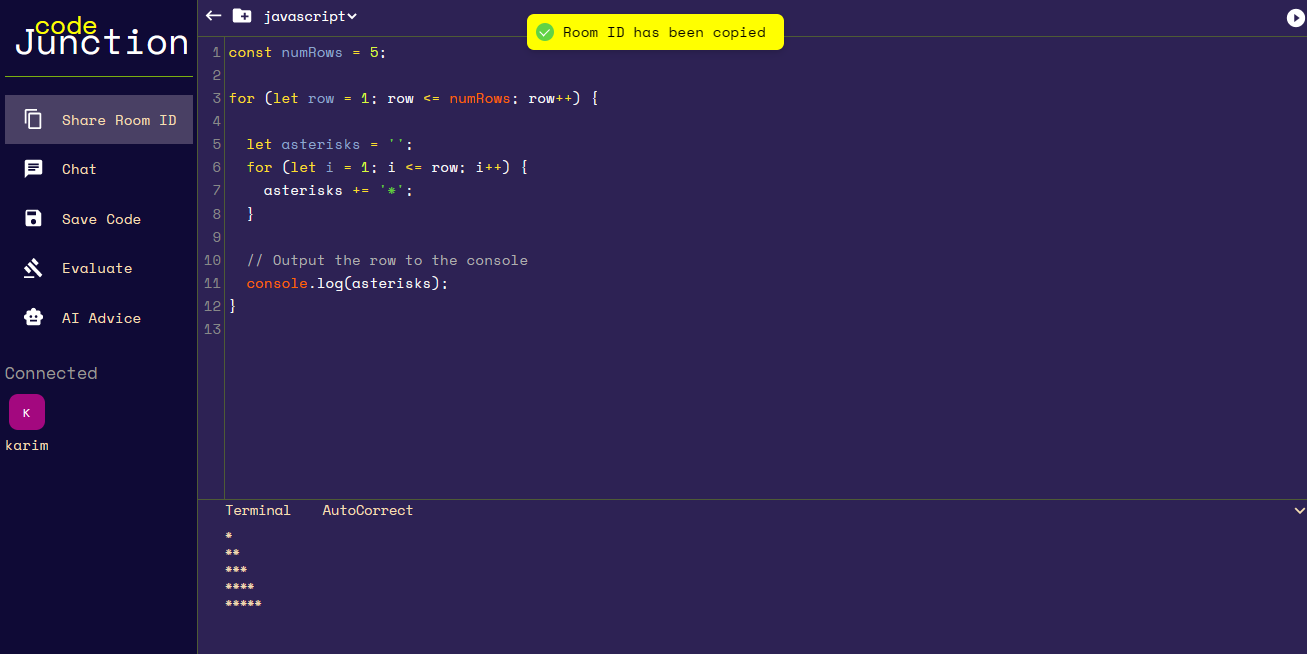 code
Junction
Share Room ID
Chat
Save Code
Evaluate
AI Advice
Connected
K
karim
javascript
Room ID has been copied
1 const numRows = 5;
2
3 for (let row = 1; row <= numRows; row++) {
4
5   let asterisks = '';
6   for (let i = 1; i <= row; i++) {
7     asterisks += '*';
8   }
9
10   // Output the row to the console
11   console.log(asterisks);
12 }
13
Terminal AutoCorrect
*
**
***
****
*****